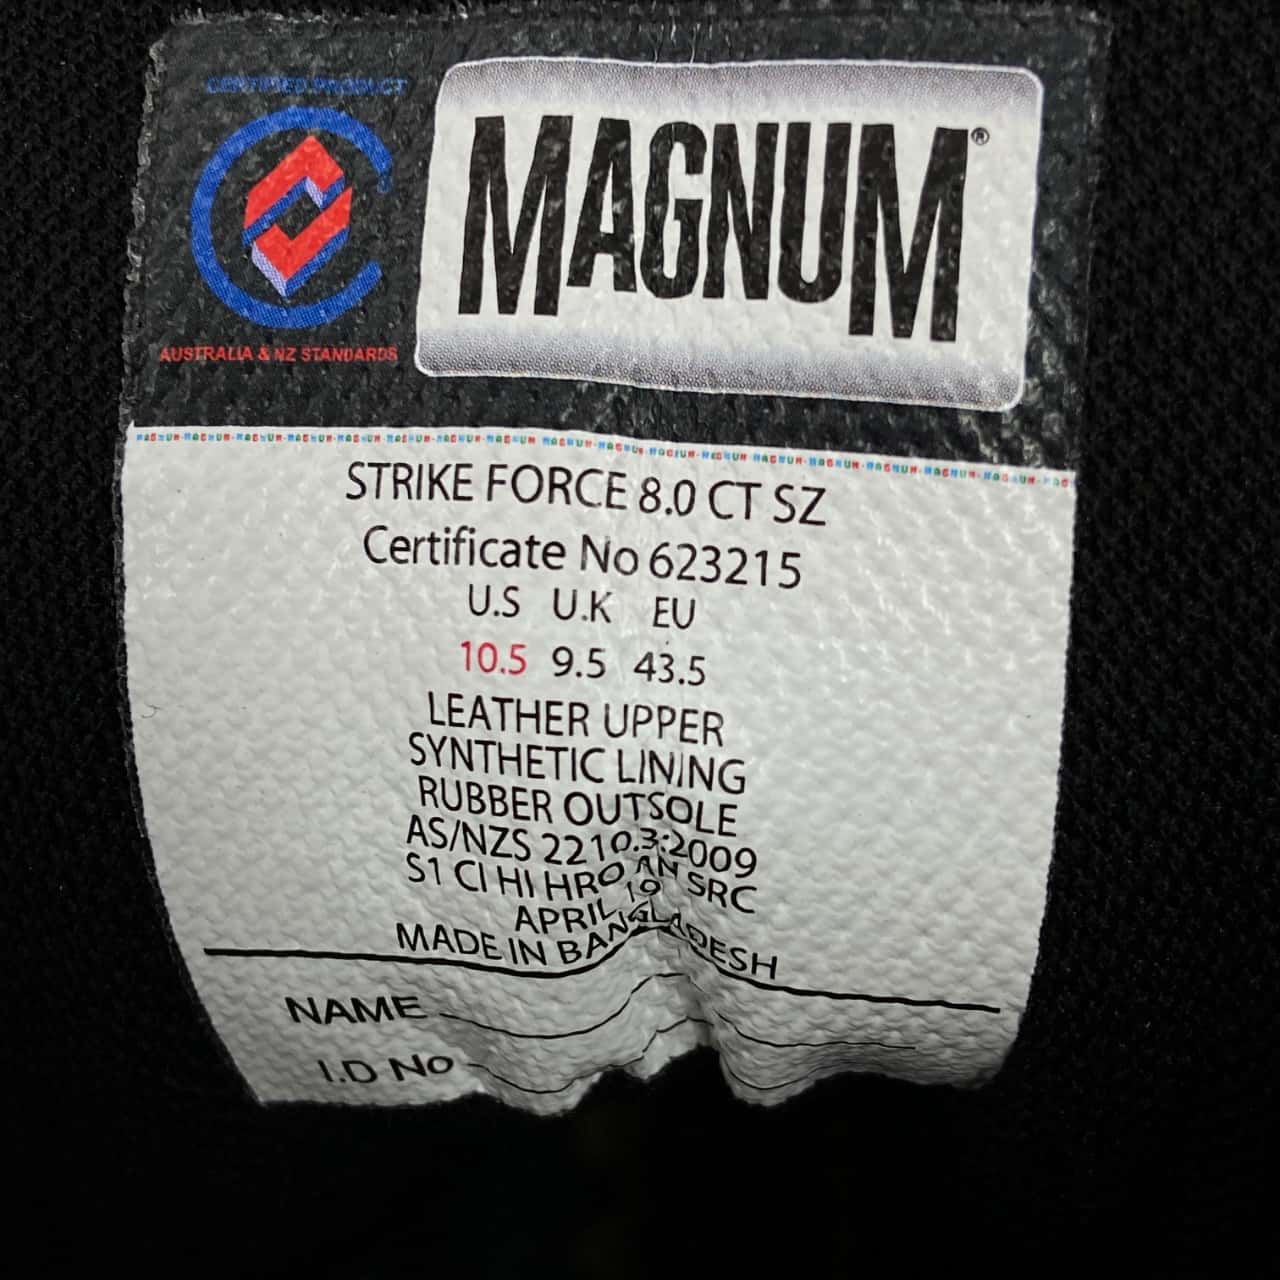 CERTIFIED PRODUCT
MAGNUM®
AUSTRALIA & NZ STANDARDS
STRIKE FORCE 8.0 CT SZ
Certificate No 623215
U.S U.K EU
10.5 9.5 43.5
LEATHER UPPER
SYNTHETIC LINING
RUBBER OUTSOLE
AS/NZS 2210.3:2009
S1 CI HI HRO AN SRC
APRIL 19
MADE IN BANGLADESH
NAME
I.D No